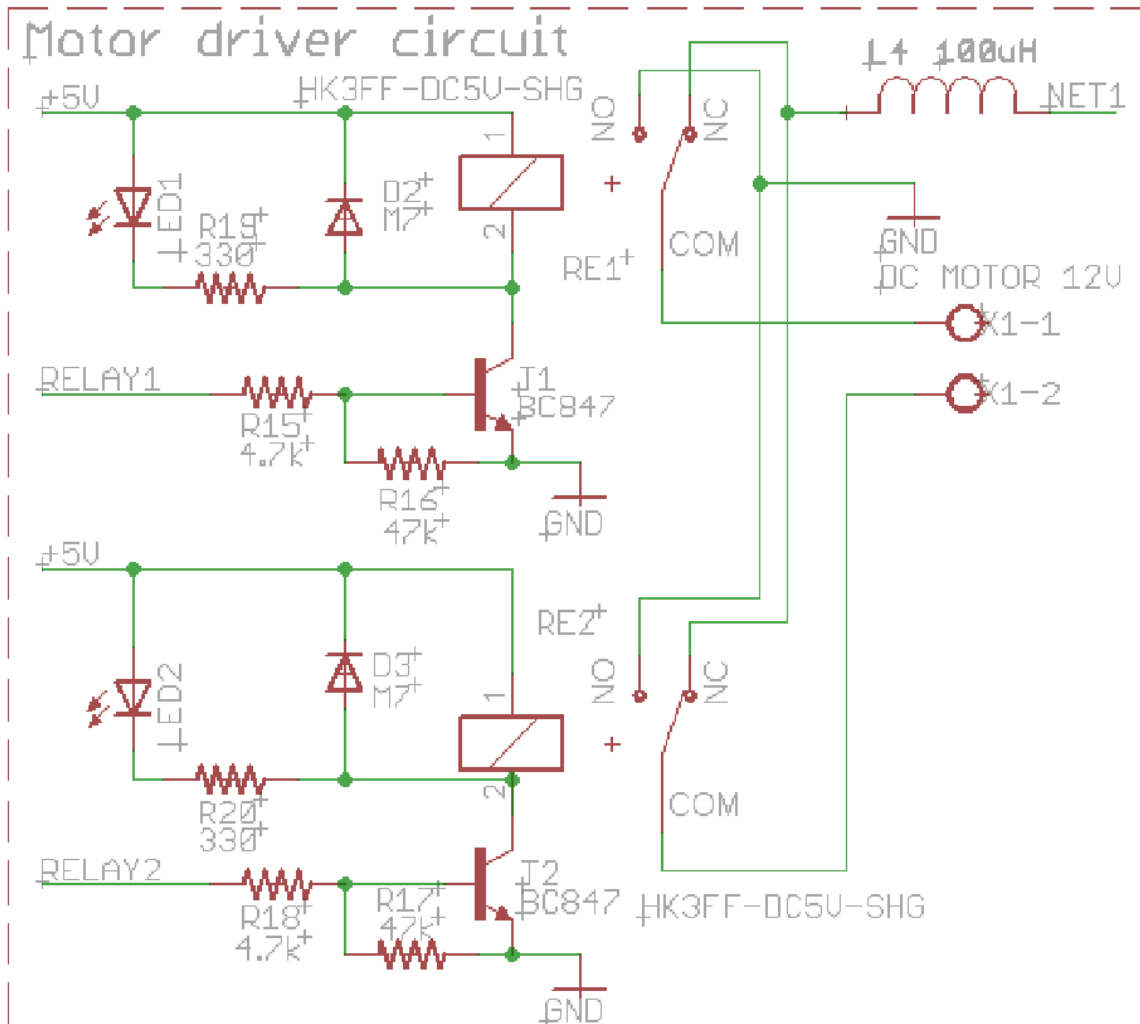 Motor driver circuit
L4 100uH
HK3FF-DC5V-SHG
+5V
NET1
1
NO
NC
LED1
D2
M7
R19
330
2
COM
GND
RE1
DC MOTOR 12V
X1-1
RELAY1
J1
BC847
X1-2
R15
4.7k
R16
47k
GND
+5V
RE2
LED2
D3
M7
1
NO
NC
2
COM
R20
330
RELAY2
J2
BC847
R17
47k
HK3FF-DC5V-SHG
R18
4.7k
GND